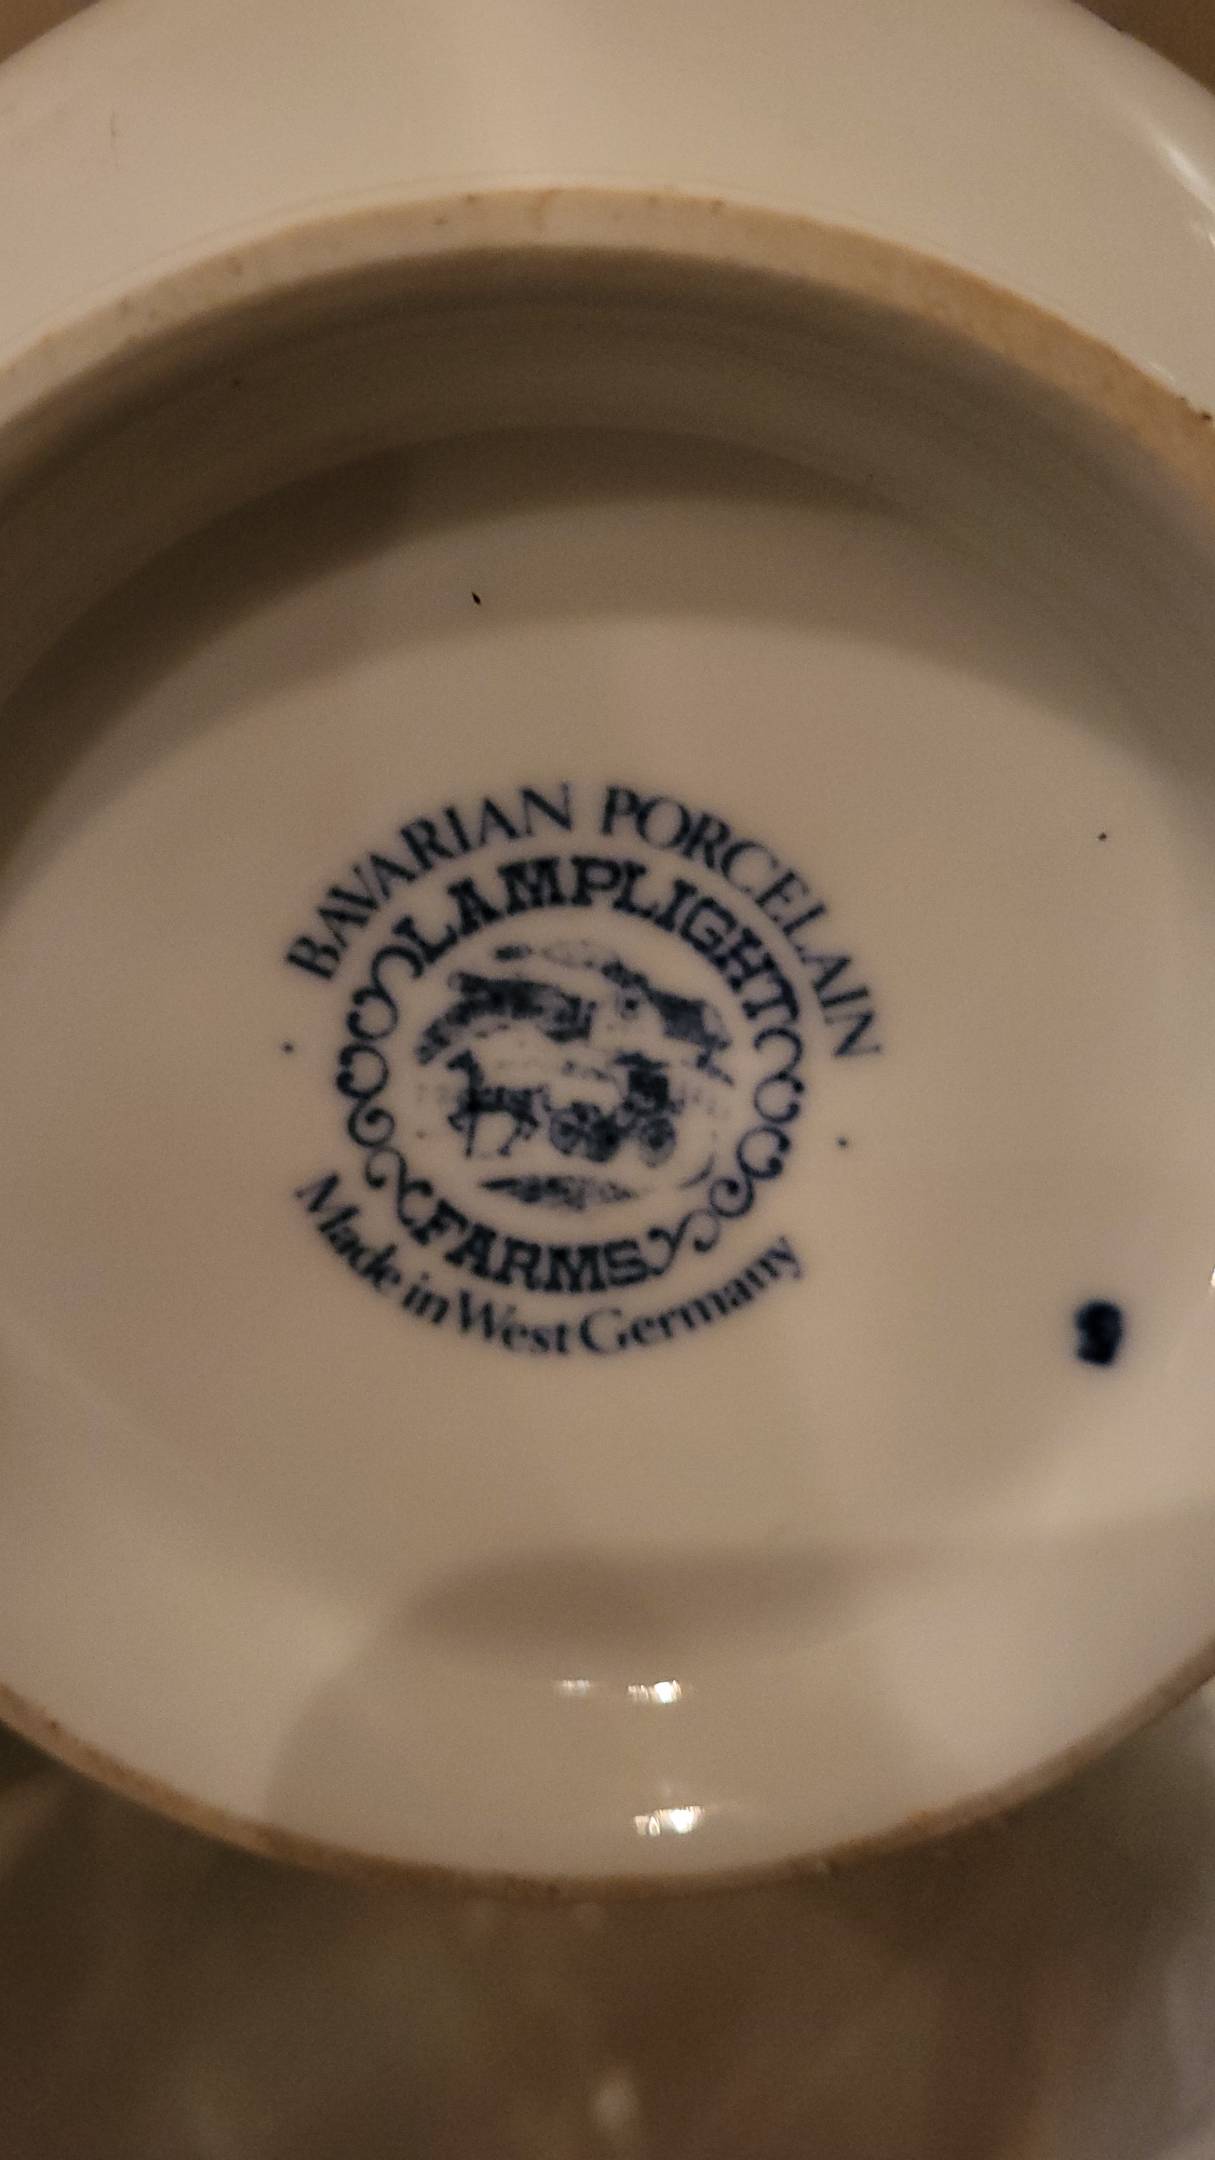 BAVARIAN PORCELAIN
LAMPLIGHT
FARMS
Made in West Germany